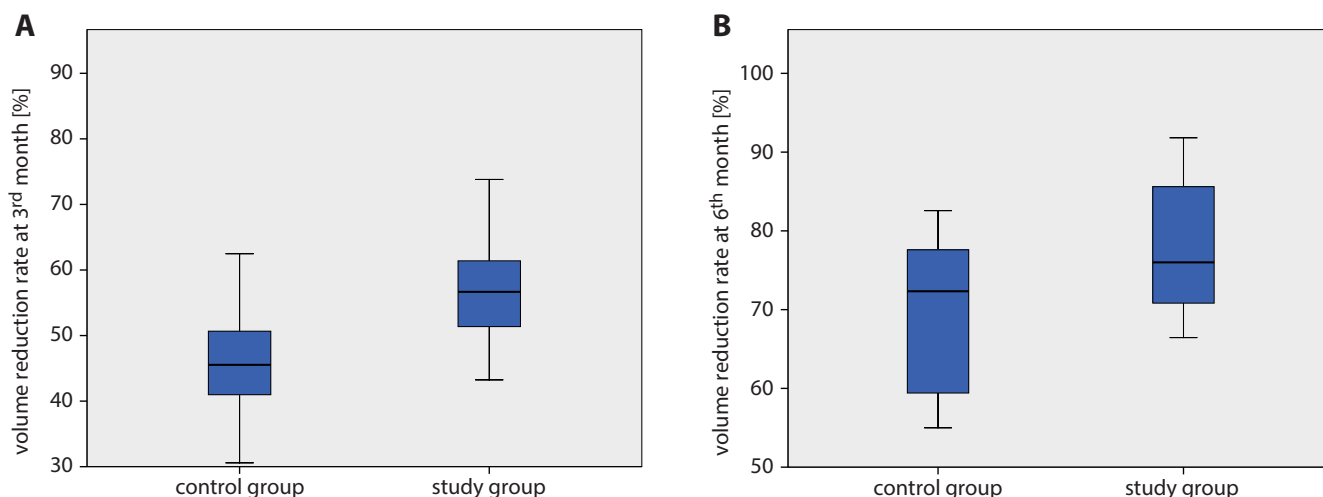 A
volume reduction rate at 3rd month [%]
90
80
70
60
50
40
30
control group study group
B
volume reduction rate at 6th month [%]
100
90
80
70
60
50
control group study group